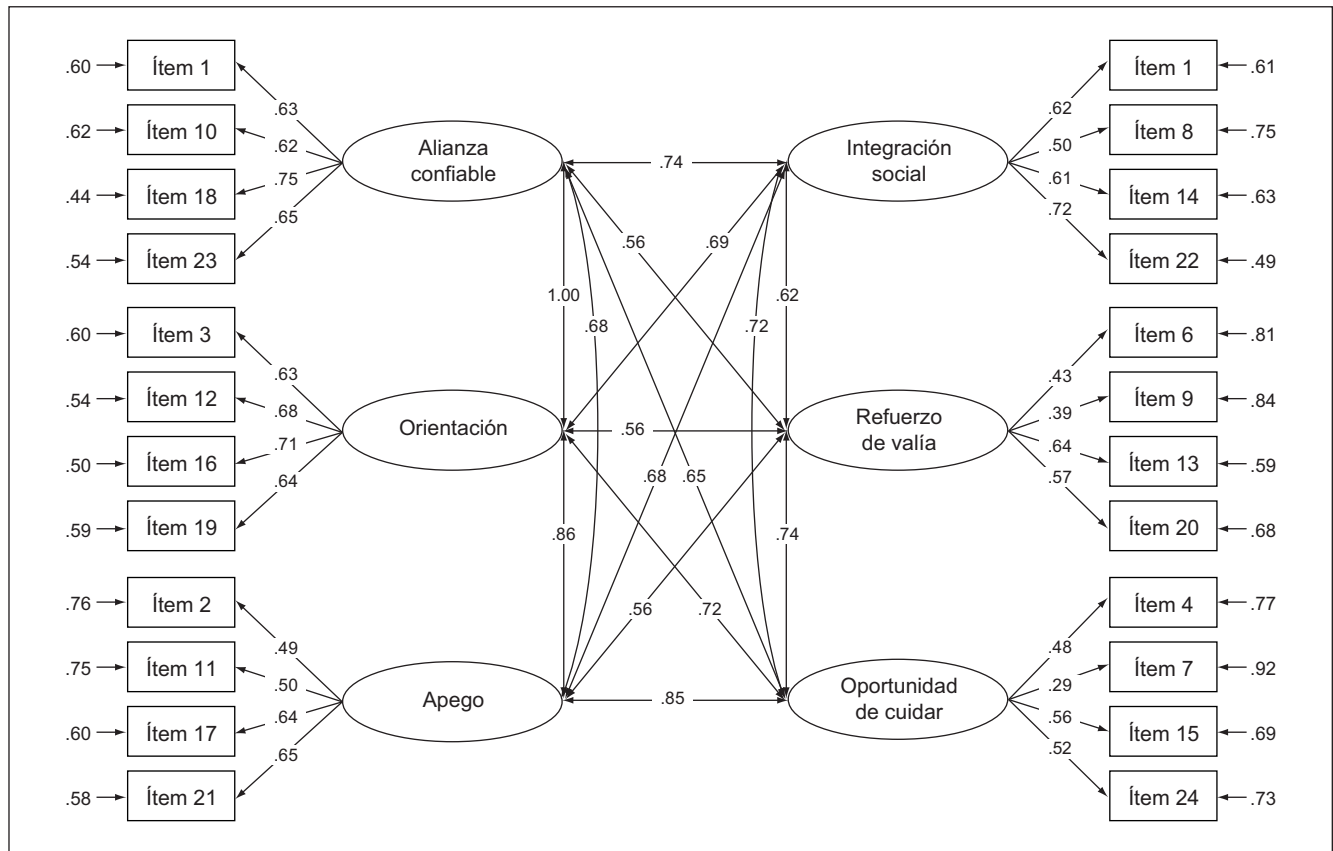 .60
Ítem 1
.63
.62
Ítem 10
.62
.44
Ítem 18
.75
.54
Ítem 23
.65
Alianza
confiable
.60
Ítem 3
.63
.54
Ítem 12
.68
.50
Ítem 16
.71
.59
Ítem 19
.64
Orientación
.76
Ítem 2
.49
.75
Ítem 11
.50
.60
Ítem 17
.64
.58
Ítem 21
.65
Apego
.74
.56
.69
1.00
.68
.72
.62
.56
.68
.65
.86
.74
.56
.72
.85
Integración
social
.62
Ítem 1
.61
.50
Ítem 8
.75
.61
Ítem 14
.63
.72
Ítem 22
.49
Refuerzo
de valía
.43
Ítem 6
.81
.39
Ítem 9
.84
.64
Ítem 13
.59
.57
Ítem 20
.68
Oportunidad
de cuidar
.48
Ítem 4
.77
.29
Ítem 7
.92
.56
Ítem 15
.69
.52
Ítem 24
.73